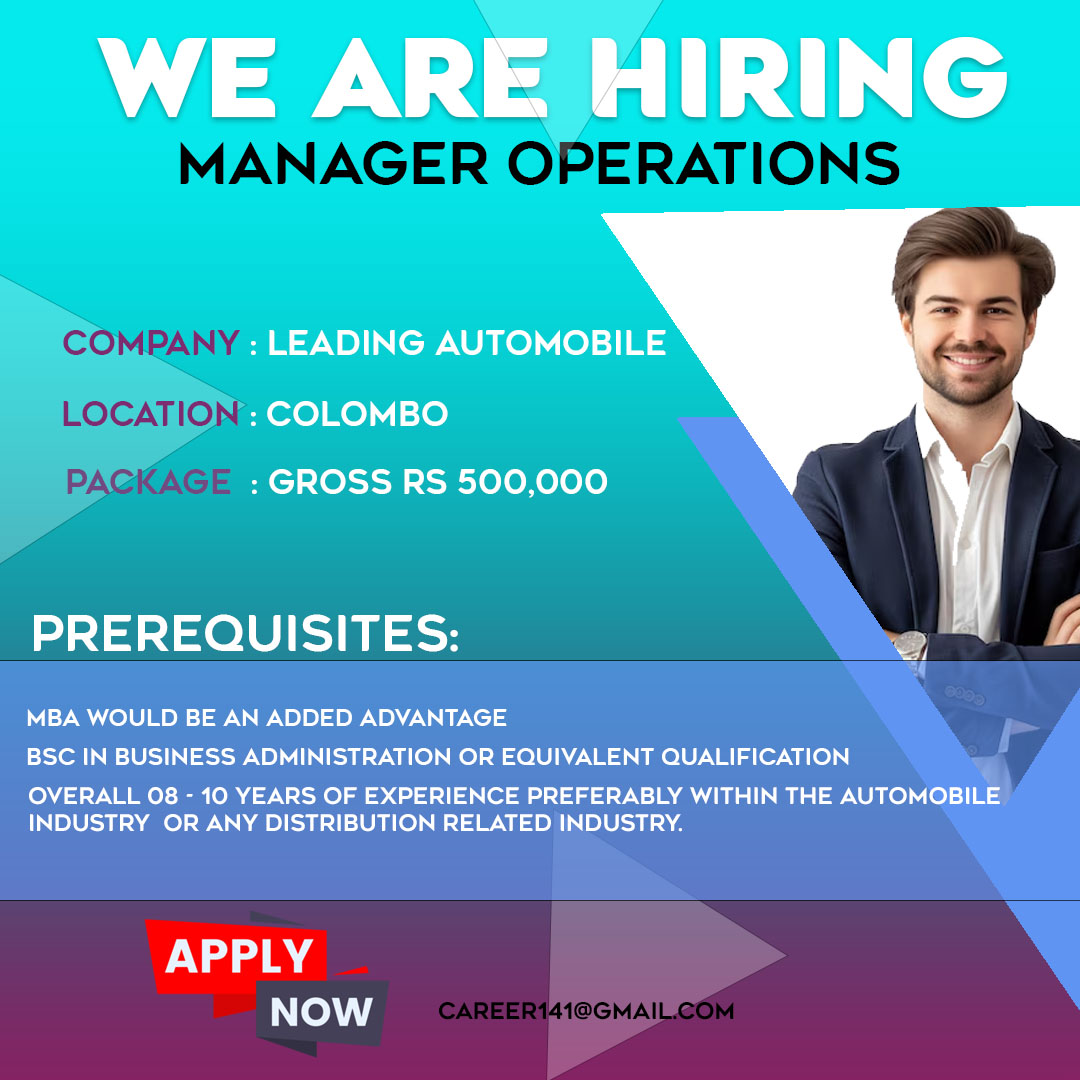 WE ARE HIRING
MANAGER OPERATIONS
COMPANY : LEADING AUTOMOBILE
LOCATION : COLOMBO
PACKAGE : GROSS RS 500,000
PREREQUISITES:
MBA WOULD BE AN ADDED ADVANTAGE
BSC IN BUSINESS ADMINISTRATION OR EQUIVALENT QUALIFICATION
OVERALL 08 - 10 YEARS OF EXPERIENCE PREFERABLY WITHIN THE AUTOMOBILE
INDUSTRY OR ANY DISTRIBUTION RELATED INDUSTRY.
APPLY
NOW
CAREER141@GMAIL.COM